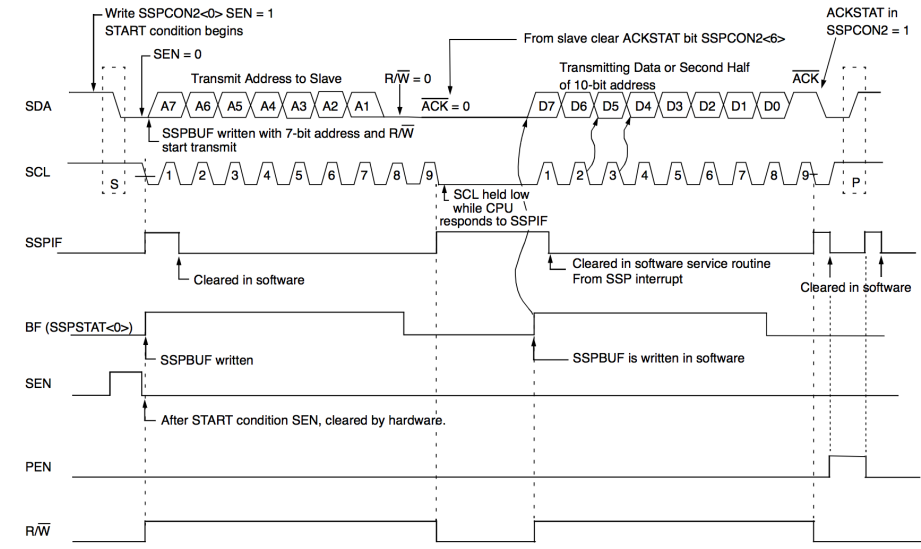 Write SSPCON2<0> SEN = 1
START condition begins
ACKSTAT in
SSPCON2 = 1
From slave clear ACKSTAT bit SSPCON2<6>
SEN = 0
Transmit Address to Slave
R/W̅ = 0
Transmitting Data or Second Half
of 10-bit address
A̅C̅K̅
SDA
A7 A6 A5 A4 A3 A2 A1
A̅C̅K̅ = 0
D7 D6 D5 D4 D3 D2 D1 D0
SSPBUF written with 7-bit address and R/W̅
start transmit
SCL
S
1 2 3 4 5 6 7 8 9
1 2 3 4 5 6 7 8 9
P
SCL held low
while CPU
responds to SSPIF
SSPIF
Cleared in software
Cleared in software service routine
From SSP interrupt
Cleared in software
BF (SSPSTAT<0>)
SSPBUF written
SSPBUF is written in software
SEN
After START condition SEN, cleared by hardware.
PEN
R/W̅